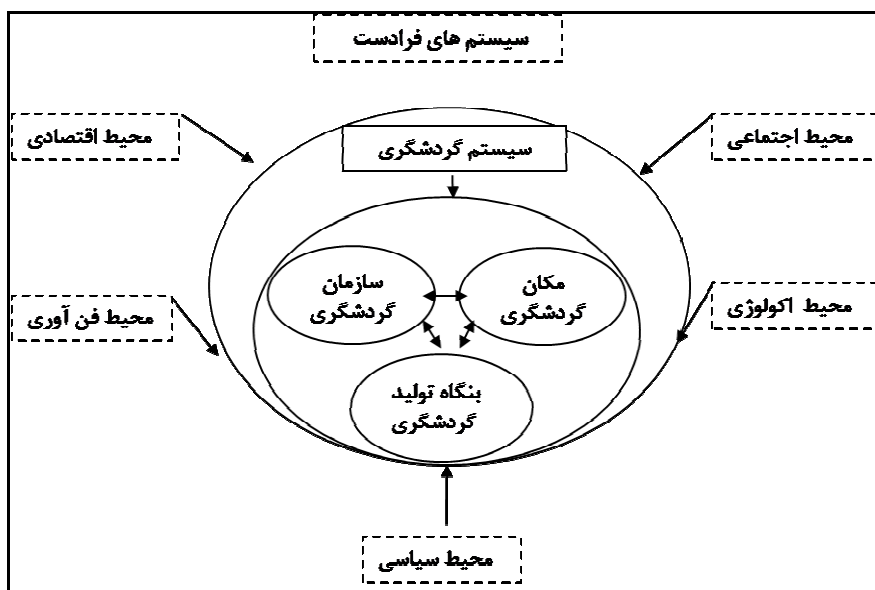 سیستم های فرادست
محیط اجتماعی
محیط اقتصادی
سیستم گردشگری
مکان
گردشگری
سازمان
گردشگری
محیط اکولوژی
محیط فن آوری
بنگاه تولید
گردشگری
محیط سیاسی